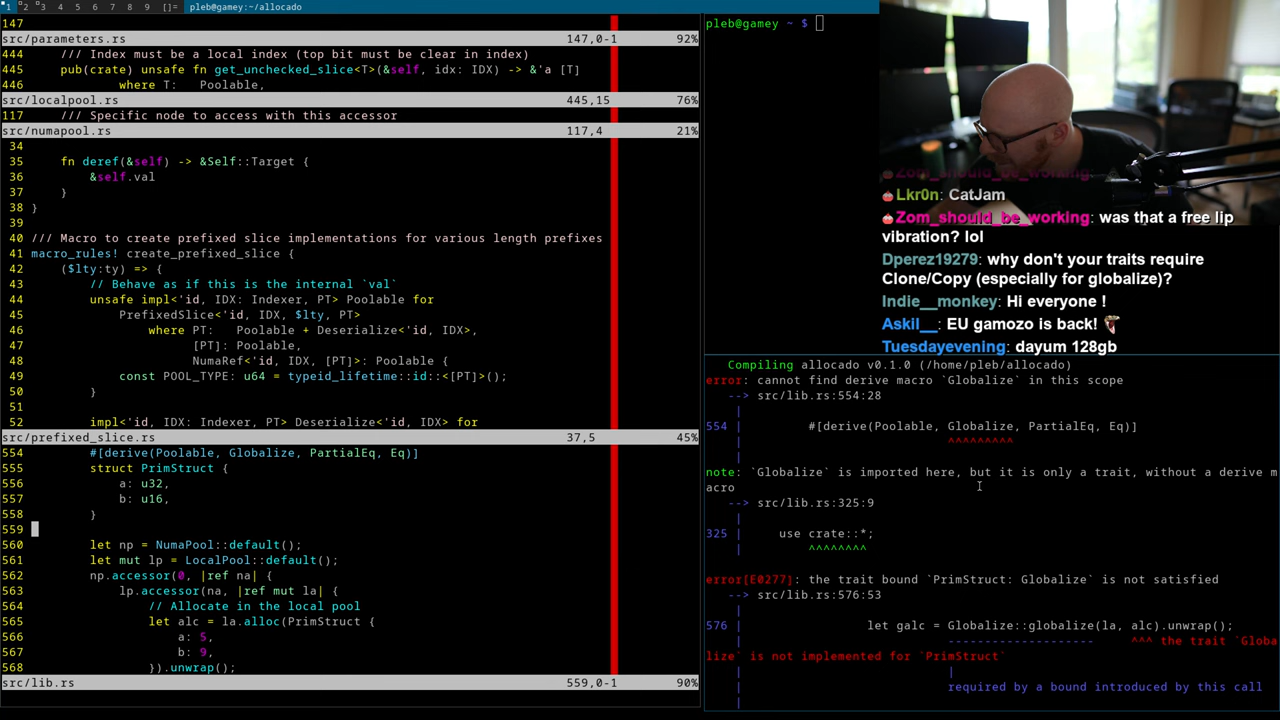 1 2 3 4 5 6 7 8 9 []= pleb@gamey:~/allocado
147
src/parameters.rs 147,0-1 92%
444 /// Index must be a local index (top bit must be clear in index)
445 pub(crate) unsafe fn get_unchecked_slice<T>(&self, idx: IDX) -> &'a [T]
446 where T: Poolable,
src/localpool.rs 445,15 76%
117 /// Specific node to access with this accessor
src/numapool.rs 117,4 21%
34
35 fn deref(&self) -> &Self::Target {
36 &self.val
37 }
38 }
39
40 /// Macro to create prefixed slice implementations for various length prefixes
41 macro_rules! create_prefixed_slice {
42 ($lty:ty) => {
43 // Behave as if this is the internal `val`
44 unsafe impl<'id, IDX: Indexer, PT> Poolable for
45 PrefixedSlice<'id, IDX, $lty, PT>
46 where PT: Poolable + Deserialize<'id, IDX>,
47 [PT]: Poolable,
48 NumaRef<'id, IDX, [PT]>: Poolable {
49 const POOL_TYPE: u64 = typeid_lifetime::id::<[PT]>();
50 }
51
52 impl<'id, IDX: Indexer, PT> Deserialize<'id, IDX> for
src/prefixed_slice.rs 37,5 45%
554 #[derive(Poolable, Globalize, PartialEq, Eq)]
555 struct PrimStruct {
556 a: u32,
557 b: u16,
558 }
559
560 let np = NumaPool::default();
561 let mut lp = LocalPool::default();
562 np.accessor(0, |ref na| {
563 lp.accessor(na, |ref mut la| {
564 // Allocate in the local pool
565 let alc = la.alloc(PrimStruct {
566 a: 5,
567 b: 9,
568 }).unwrap();
src/lib.rs 559,0-1 90%
pleb@gamey ~ $
Zom_should_be_working:
Lkr0n: CatJam
Zom_should_be_working: was that a free lip
vibration? lol
Dperez19279: why don't your traits require
Clone/Copy (especially for globalize)?
Indie__monkey: Hi everyone !
Askil__: EU gamozo is back!
Tuesdayevening: dayum 128gb
Compiling allocado v0.1.0 (/home/pleb/allocado)
error: cannot find derive macro `Globalize` in this scope
--> src/lib.rs:554:28
|
554 | #[derive(Poolable, Globalize, PartialEq, Eq)]
| ^^^^^^^^^
note: `Globalize` is imported here, but it is only a trait, without a derive m
acro
--> src/lib.rs:325:9
|
325 | use crate::*;
| ^^^^^^^^
error[E0277]: the trait bound `PrimStruct: Globalize` is not satisfied
--> src/lib.rs:576:53
|
576 | let galc = Globalize::globalize(la, alc).unwrap();
| -------------------- ^^^ the trait `Globa
lize` is not implemented for `PrimStruct`
| |
| required by a bound introduced by this call
|